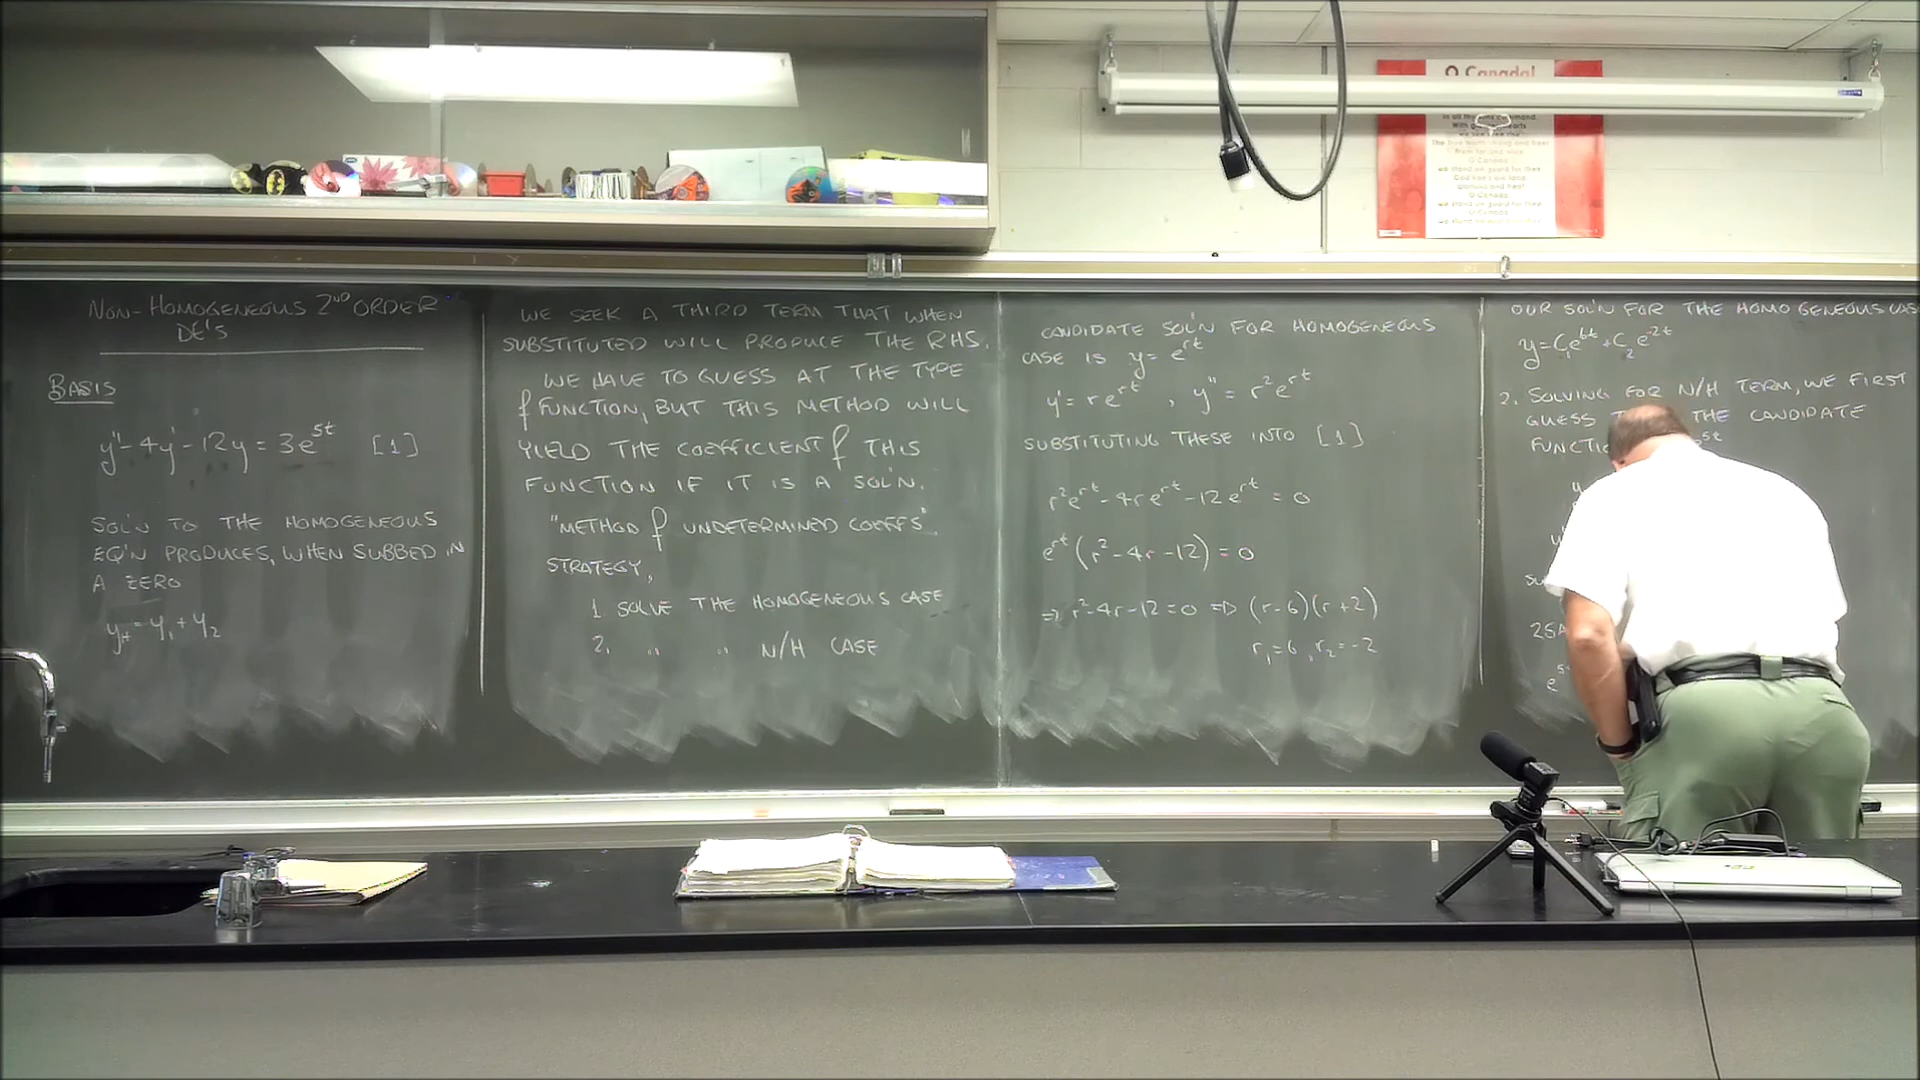 O Canada!
NON-HOMOGENEOUS 2ND ORDER
DE'S
BASIS
y'' - 4y' - 12y = 3e^{5t} [1]
SOL'N TO THE HOMOGENEOUS
EQ'N PRODUCES, WHEN SUBBED IN
A ZERO
y_H = y_1 + y_2
WE SEEK A THIRD TERM THAT WHEN
SUBSTITUTED WILL PRODUCE THE RHS.
WE HAVE TO GUESS AT THE TYPE
of FUNCTION, BUT THIS METHOD WILL
YIELD THE COEFFICIENT of THIS
FUNCTION IF IT IS A SOL'N.
"METHOD of UNDETERMINED COEFFS".
STRATEGY,
1. SOLVE THE HOMOGENEOUS CASE
2. " " N/H CASE
CANDIDATE SOL'N FOR HOMOGENEOUS
CASE IS y = e^{rt}
y' = re^{rt} , y'' = r^2e^{rt}
SUBSTITUTING THESE INTO [1]
r^2e^{rt} - 4re^{rt} - 12e^{rt} = 0
e^{rt}(r^2 - 4r - 12) = 0
⇒ r^2 - 4r - 12 = 0 ⇒ (r - 6)(r + 2)
r_1 = 6, r_2 = -2
OUR SOL'N FOR THE HOMOGENEOUS CAS
y = C_1e^{6t} + C_2e^{-2t}
2. SOLVING FOR N/H TERM, WE FIRST
GUESS THE CANDIDATE